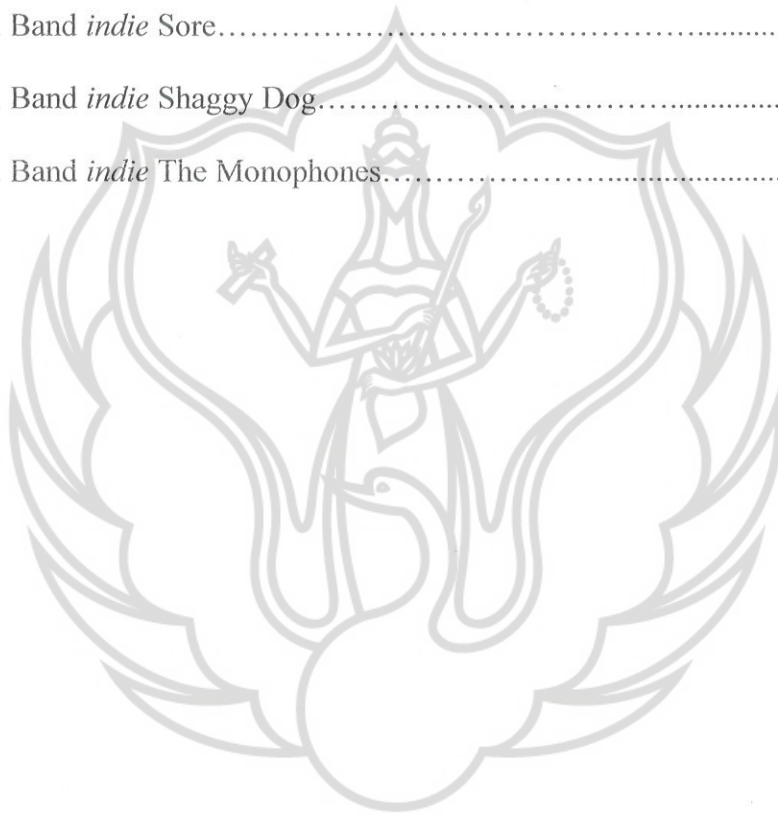 Band indie Sore……………………………………………...........
Band indie Shaggy Dog………………………………...............
Band indie The Monophones……………………........................